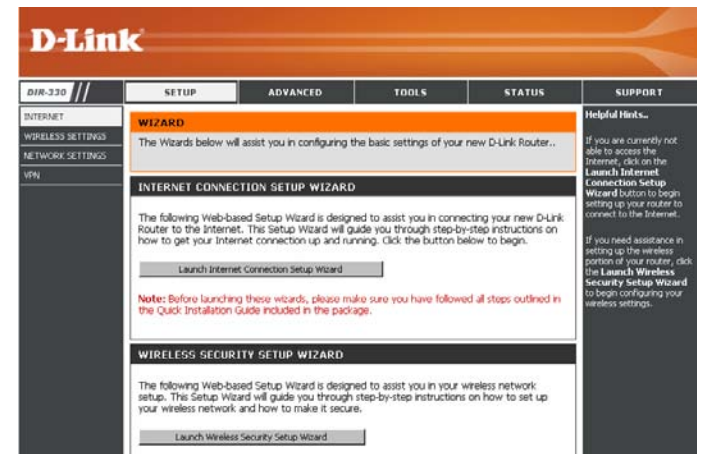 D-Link
DIR-330 //
SETUP
ADVANCED
TOOLS
STATUS
SUPPORT
INTERNET
WIRELESS SETTINGS
NETWORK SETTINGS
VPN
WIZARD
The Wizards below will assist you in configuring the basic settings of your new D-Link Router..
INTERNET CONNECTION SETUP WIZARD
The following Web-based Setup Wizard is designed to assist you in connecting your new D-Link
Router to the Internet. This Setup Wizard will guide you through step-by-step instructions on
how to get your Internet connection up and running. Click the button below to begin.
Launch Internet Connection Setup Wizard
Note: Before launching these wizards, please make sure you have followed all steps outlined in
the Quick Installation Guide included in the package.
WIRELESS SECURITY SETUP WIZARD
The following Web-based Setup Wizard is designed to assist you in your wireless network
setup. This Setup Wizard will guide you through step-by-step instructions on how to set up
your wireless network and how to make it secure.
Launch Wireless Security Setup Wizard
Helpful Hints..
If you are currently not
able to access the
Internet, click on the
Launch Internet
Connection Setup
Wizard button to begin
setting up your router to
connect to the Internet.
If you need assistance in
setting up the wireless
portion of your router, click
the Launch Wireless
Security Setup Wizard
to begin configuring your
wireless settings.